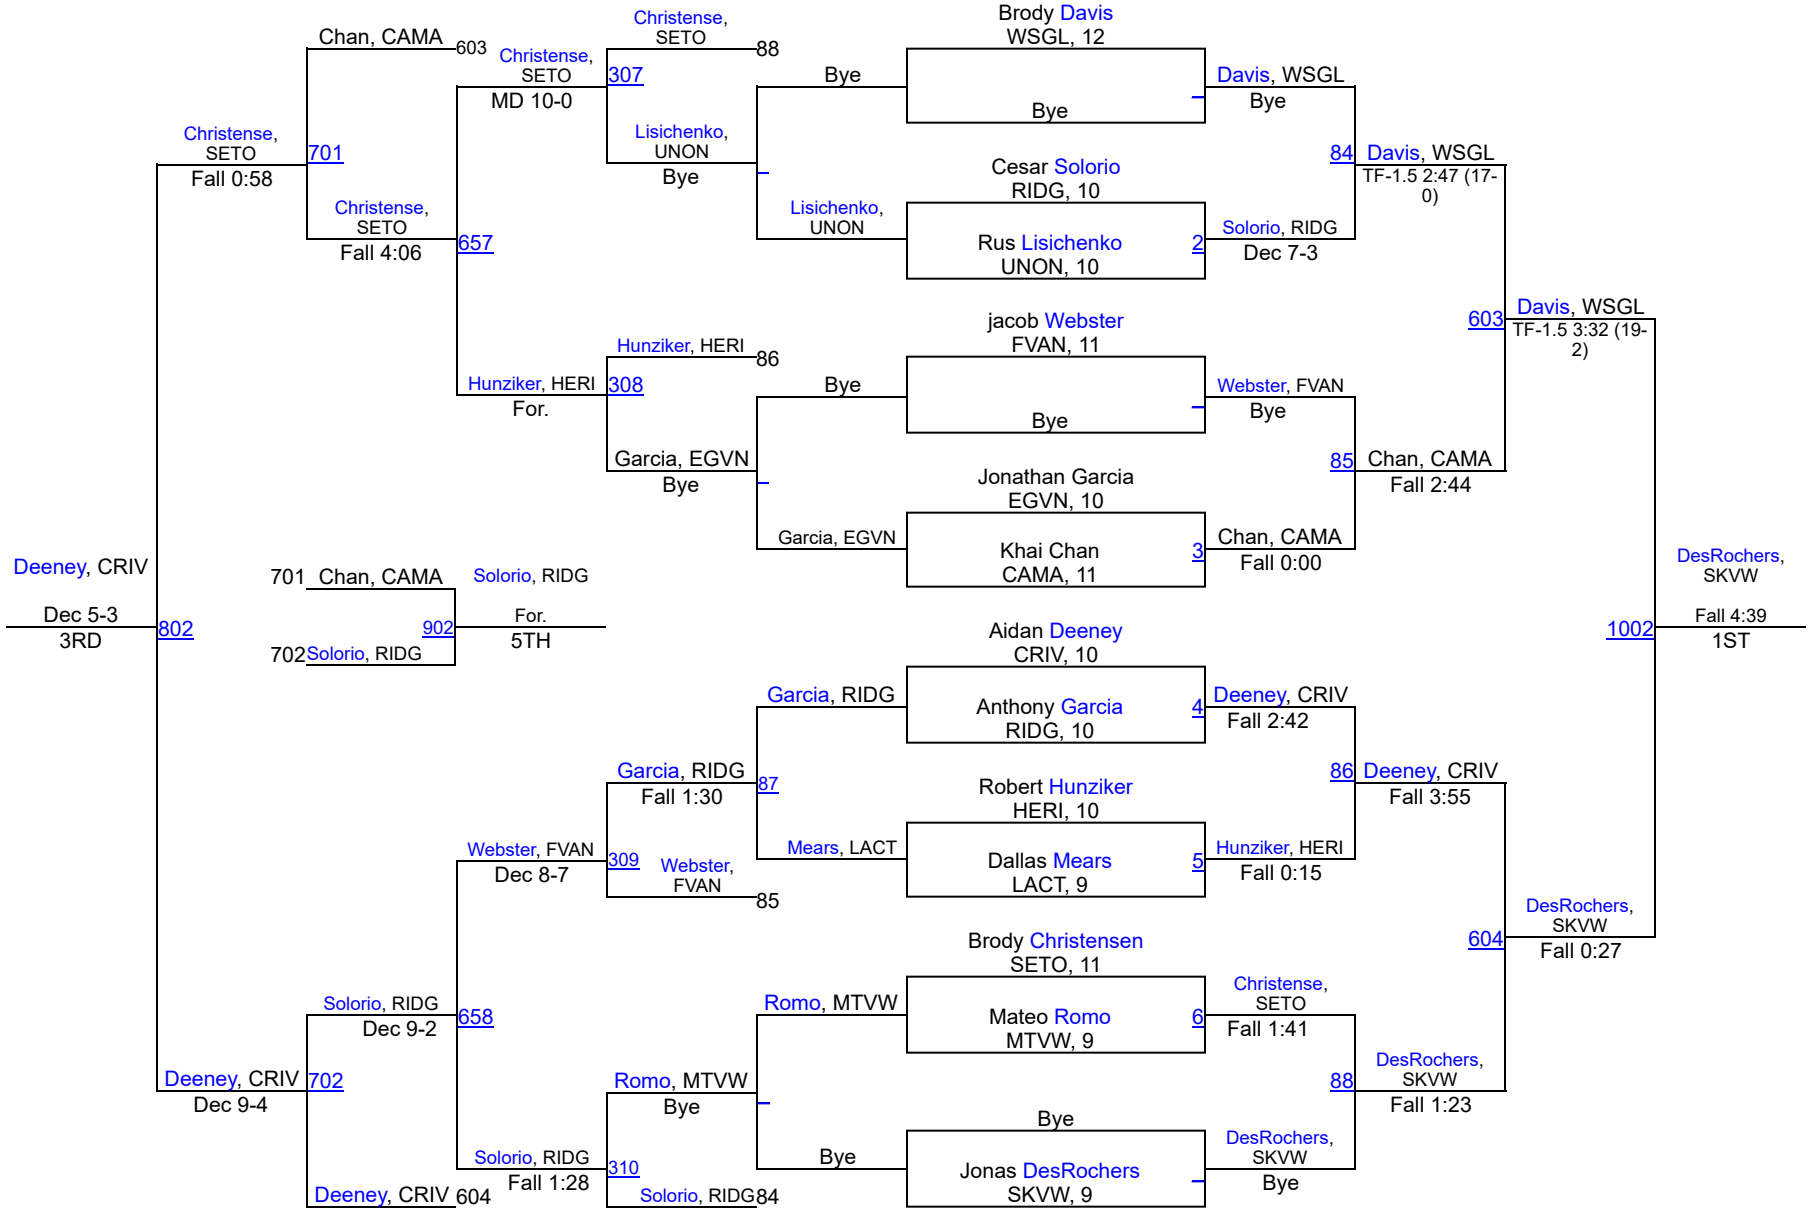 Brody Davis
WSGL, 12
Christense,
SETO
88
Chan, CAMA
603
Christense,
SETO
307
MD 10-0
Bye
Bye
Davis, WSGL
Bye
Christense,
SETO
701
Fall 0:58
Lisichenko,
UNON
Bye
84
Davis, WSGL
TF-1.5 2:47 (17-
0)
Cesar Solorio
RIDG, 10
Christense,
SETO
Fall 4:06
657
Lisichenko,
UNON
Rus Lisichenko
UNON, 10
2
Solorio, RIDG
Dec 7-3
603
Davis, WSGL
TF-1.5 3:32 (19-
2)
jacob Webster
FVAN, 11
Hunziker, HERI
86
Hunziker, HERI
308
For.
Bye
Bye
Webster, FVAN
Bye
Garcia, EGVN
Bye
85
Chan, CAMA
Fall 2:44
Jonathan Garcia
EGVN, 10
Garcia, EGVN
Khai Chan
CAMA, 11
3
Chan, CAMA
Fall 0:00
Deeney, CRIV
Dec 5-3
802
3RD
701
Chan, CAMA
Solorio, RIDG
902
For.
5TH
702
Solorio, RIDG
DesRochers,
SKVW
Fall 4:39
1002
1ST
Aidan Deeney
CRIV, 10
Garcia, RIDG
Anthony Garcia
RIDG, 10
4
Deeney, CRIV
Fall 2:42
Garcia, RIDG
Fall 1:30
87
86
Deeney, CRIV
Fall 3:55
Robert Hunziker
HERI, 10
Mears, LACT
Dallas Mears
LACT, 9
5
Hunziker, HERI
Fall 0:15
Webster, FVAN
Dec 8-7
309
Webster,
FVAN
85
604
DesRochers,
SKVW
Fall 0:27
Brody Christensen
SETO, 11
Romo, MTVW
Mateo Romo
MTVW, 9
6
Christense,
SETO
Fall 1:41
Solorio, RIDG
Dec 9-2
658
Deeney, CRIV
702
Dec 9-4
Romo, MTVW
Bye
88
DesRochers,
SKVW
Fall 1:23
Bye
Bye
Jonas DesRochers
SKVW, 9
DesRochers,
SKVW
Bye
Solorio, RIDG
Fall 1:28
310
Deeney, CRIV
604
Solorio, RIDG
84